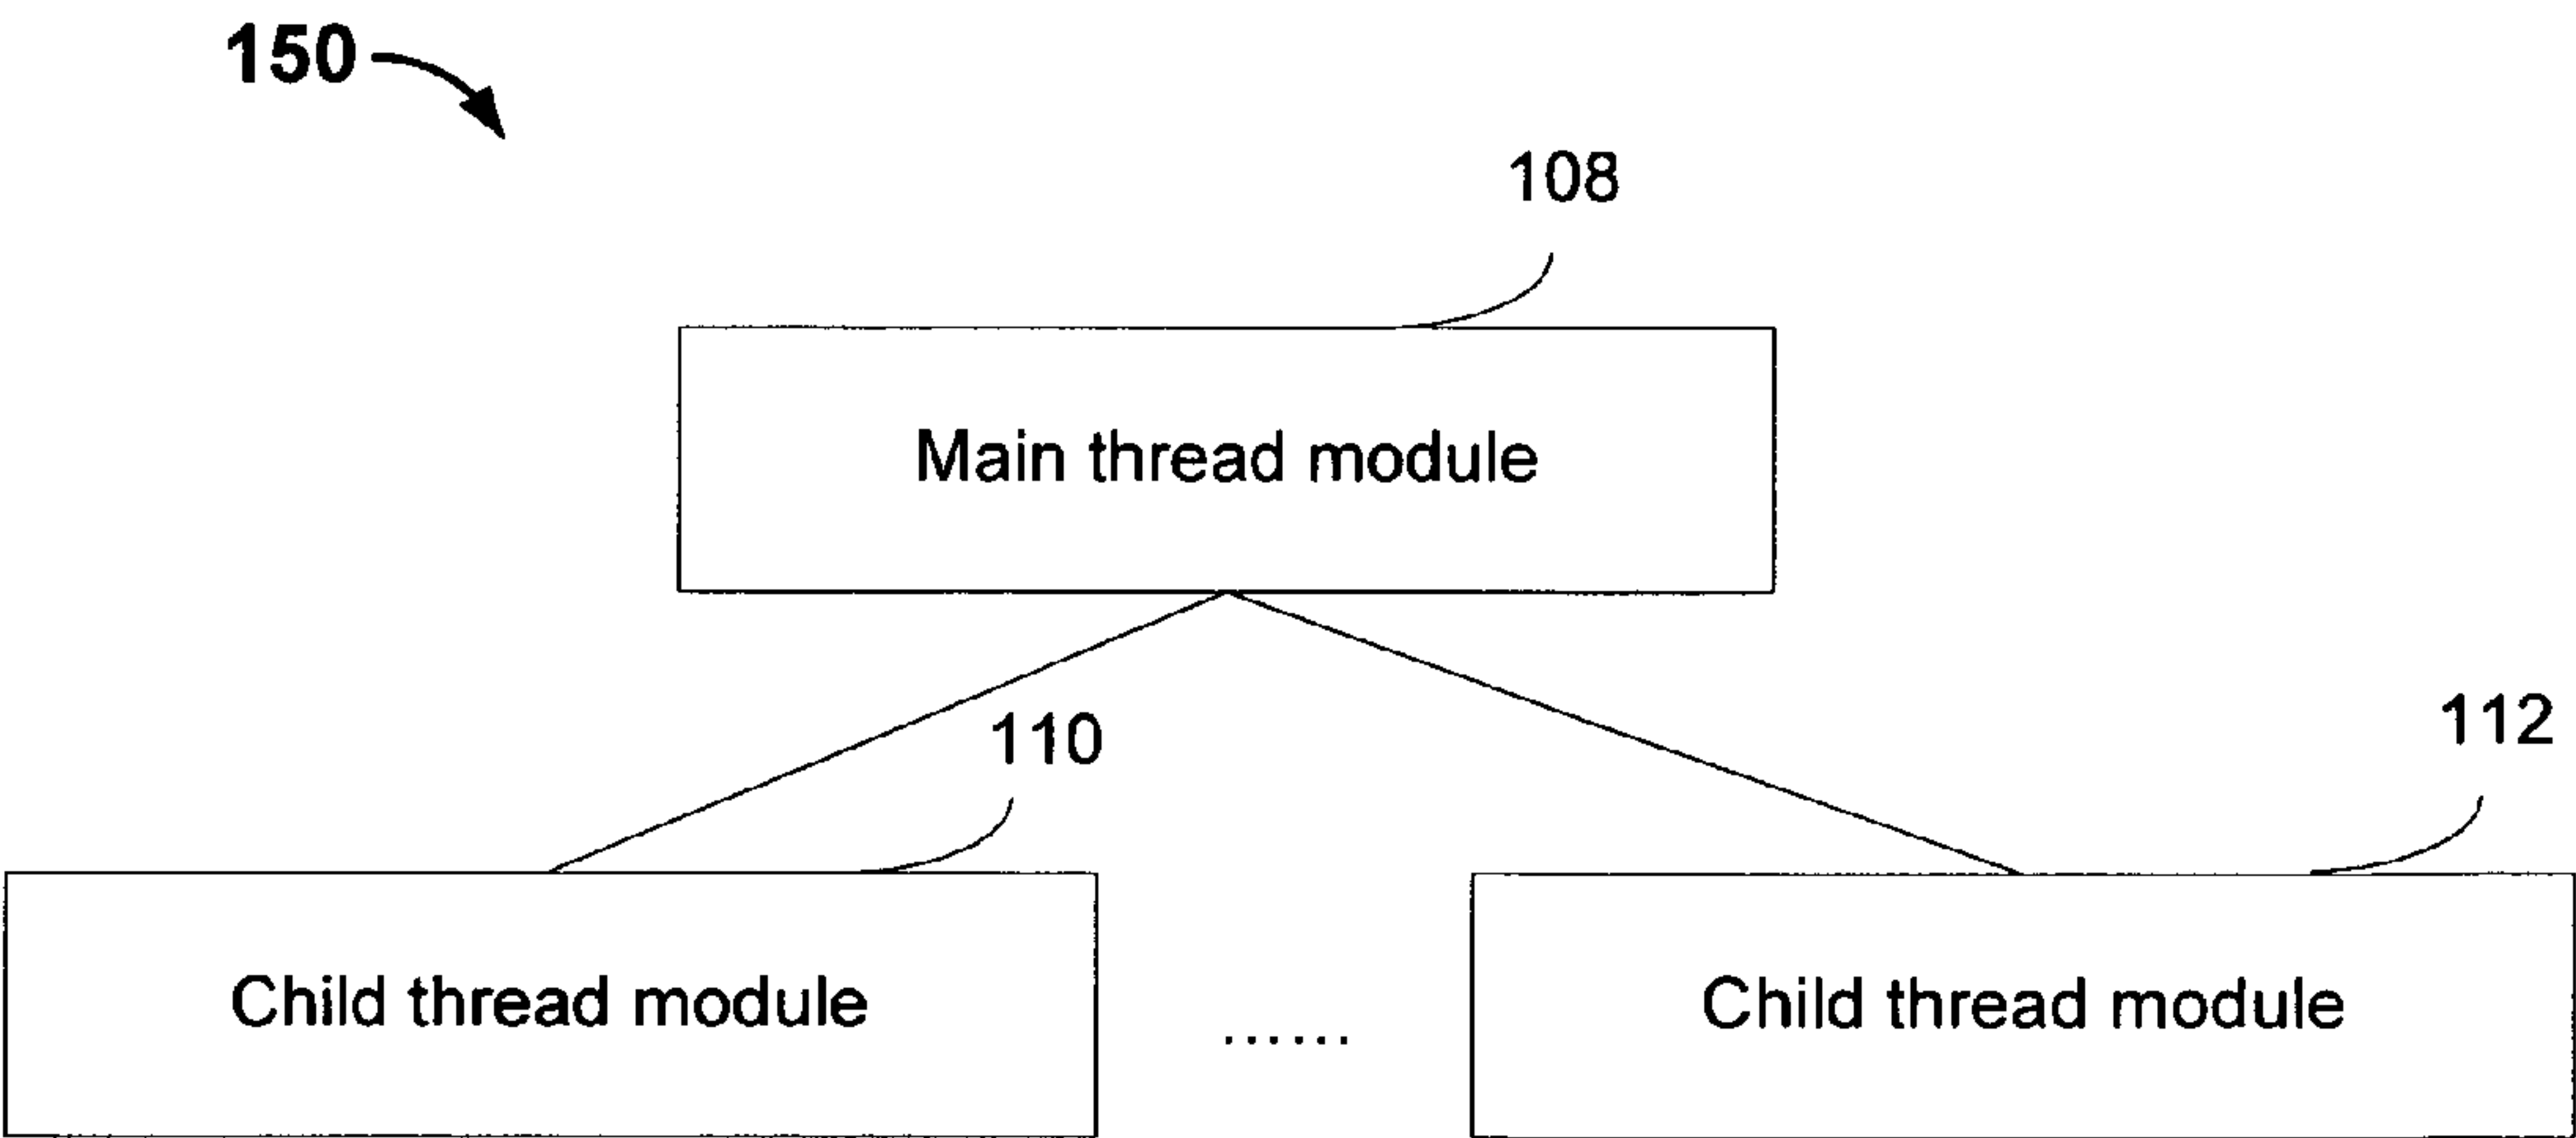 150
108
Main thread module
110
112
Child thread module
......
Child thread module